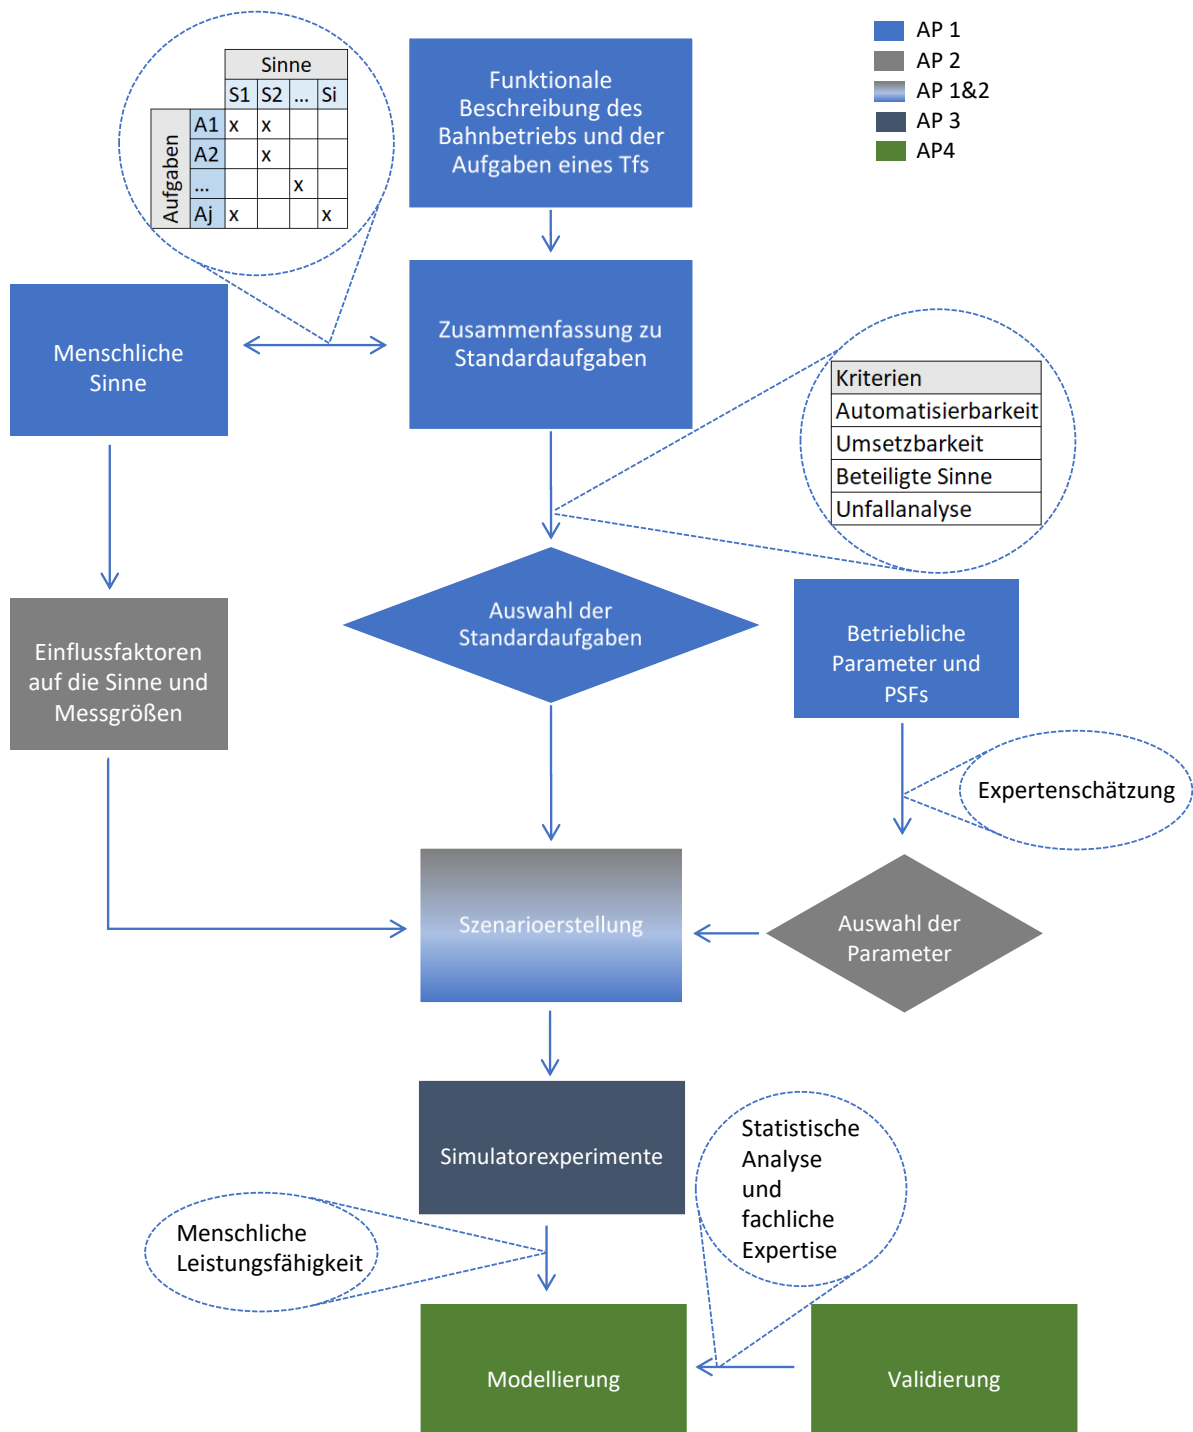 AP 1
AP 2
AP 1&2
AP 3
AP4
Sinne
S1 S2 ... Si
Aufgaben
A1 x x
A2 x
... x
Aj x x
Funktionale
Beschreibung des
Bahnbetriebs und der
Aufgaben eines Tfs
Menschliche
Sinne
Zusammenfassung zu
Standardaufgaben
Kriterien
Automatisierbarkeit
Umsetzbarkeit
Beteiligte Sinne
Unfallanalyse
Einflussfaktoren
auf die Sinne und
Messgrößen
Auswahl der
Standardaufgaben
Betriebliche
Parameter und
PSFs
Expertenschätzung
Szenarioerstellung
Auswahl der
Parameter
Simulatorexperimente
Statistische
Analyse
und
fachliche
Expertise
Menschliche
Leistungsfähigkeit
Modellierung
Validierung